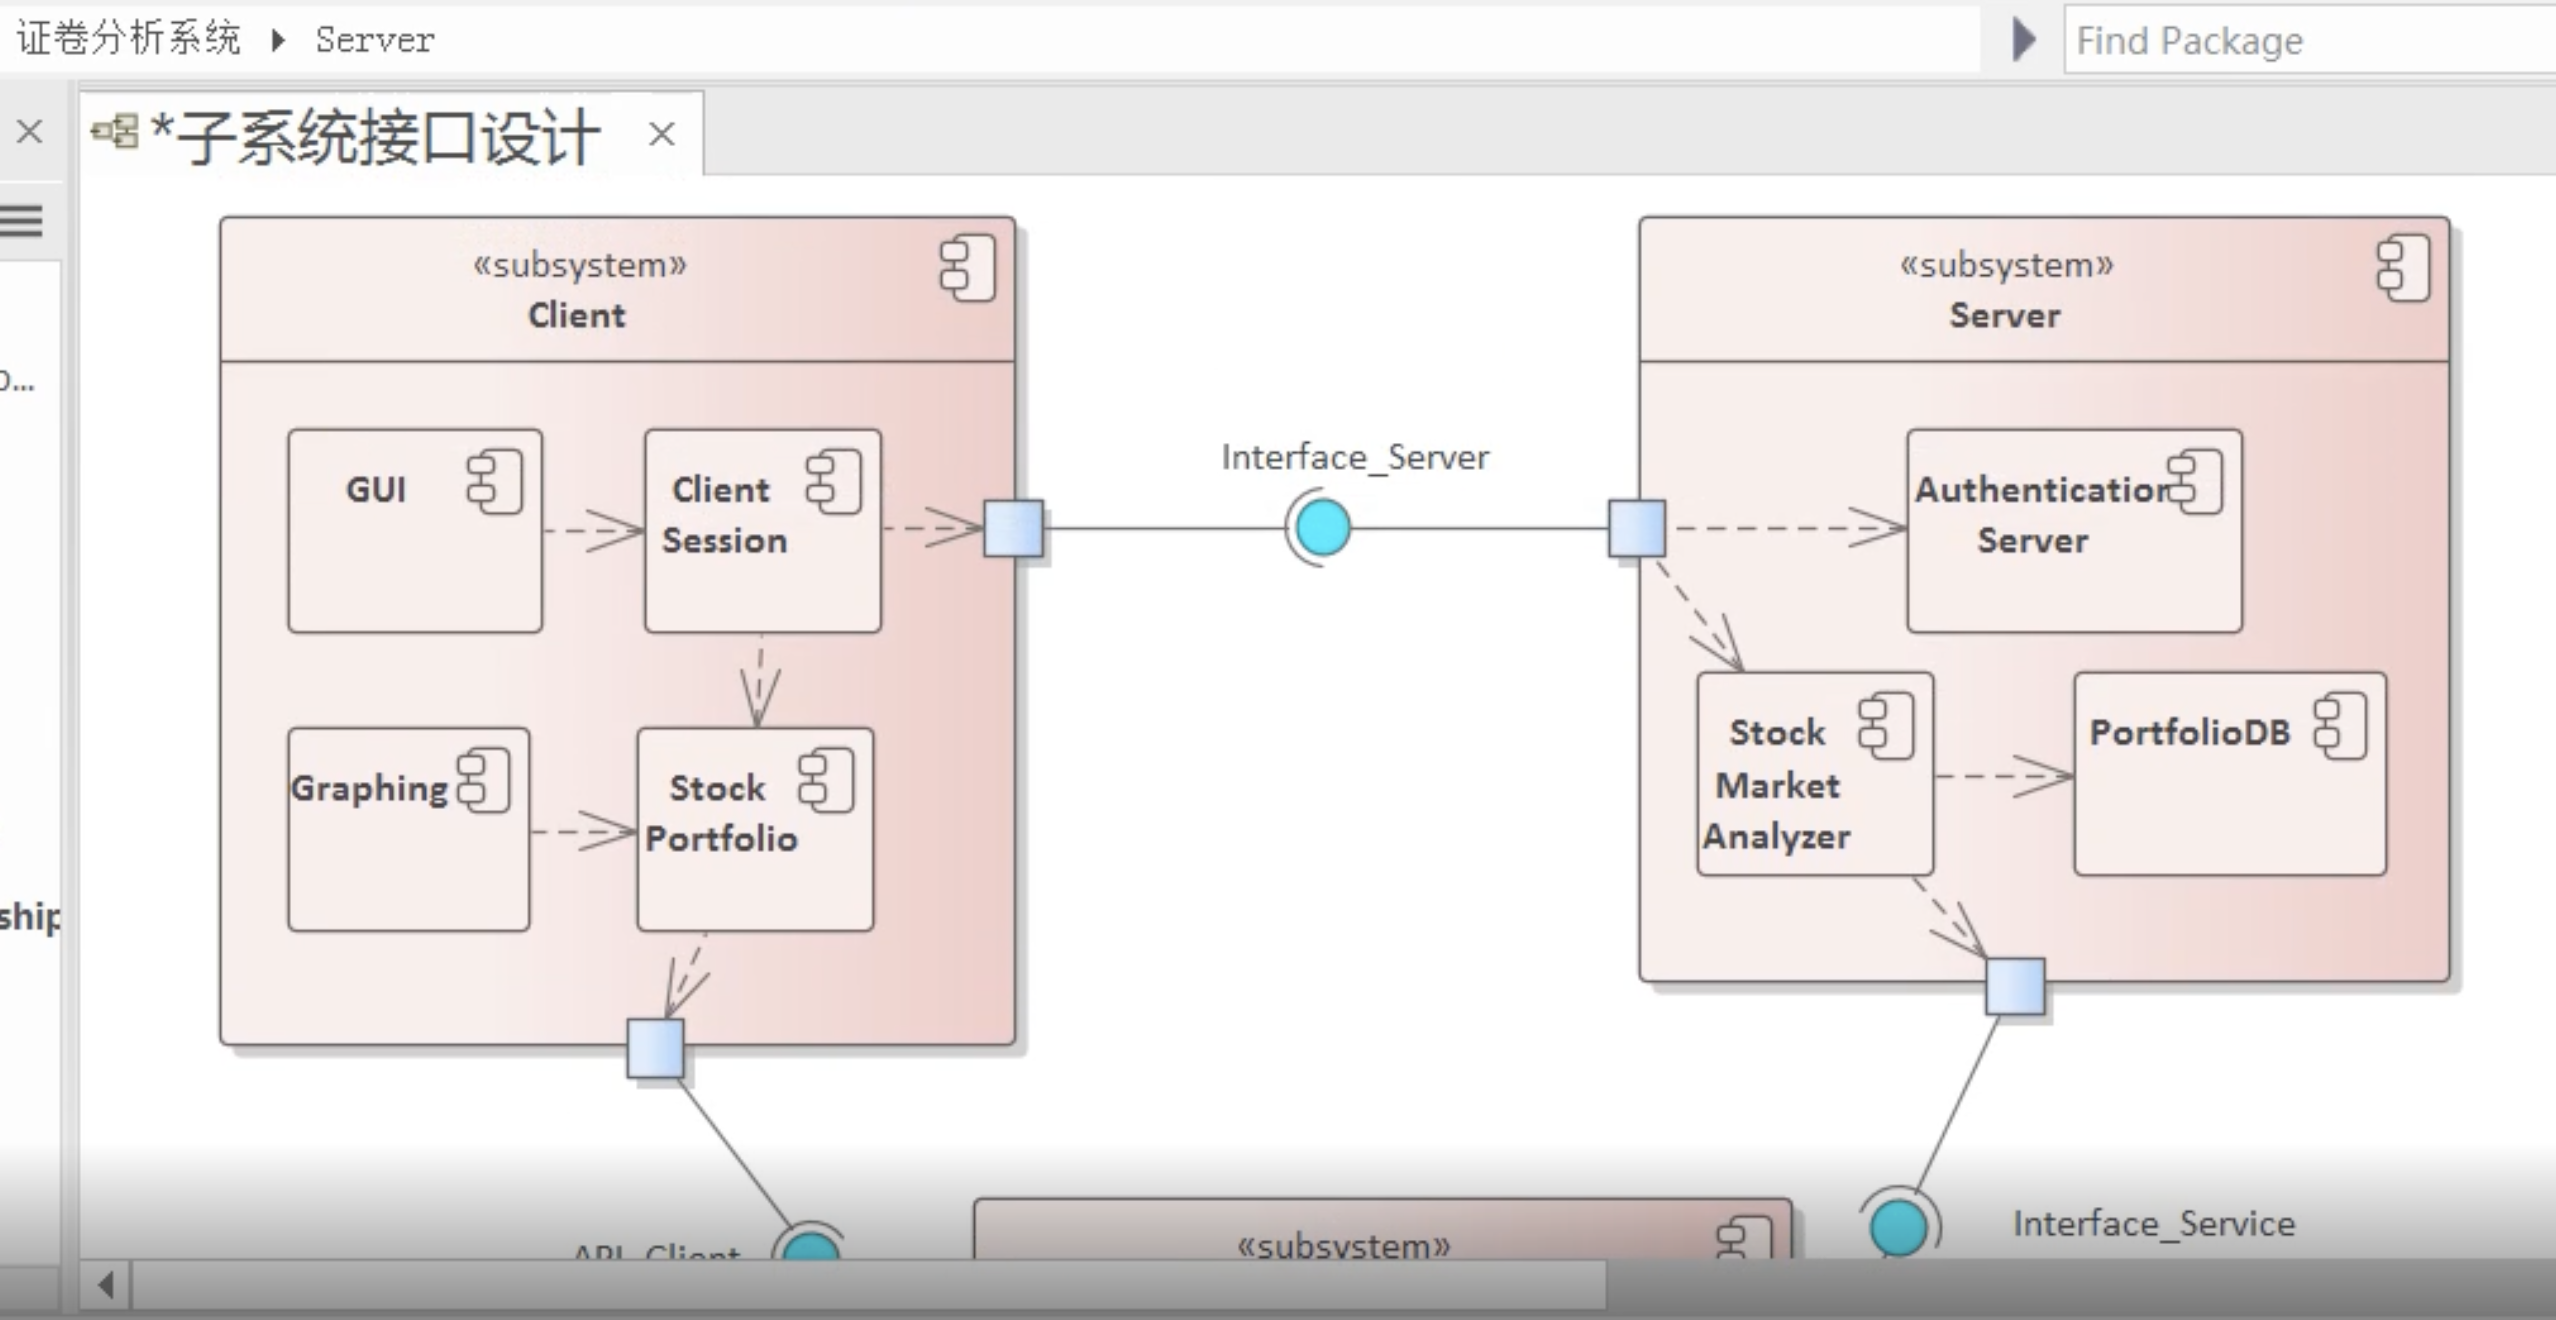 证卷分析系统 Server
Find Package
*子系统接口设计
«subsystem»
Client
GUI
Client
Session
Graphing
Stock
Portfolio
Interface_Server
«subsystem»
Server
Authentication
Server
Stock
Market
Analyzer
PortfolioDB
API_Client
«subsystem»
Interface_Service
ship